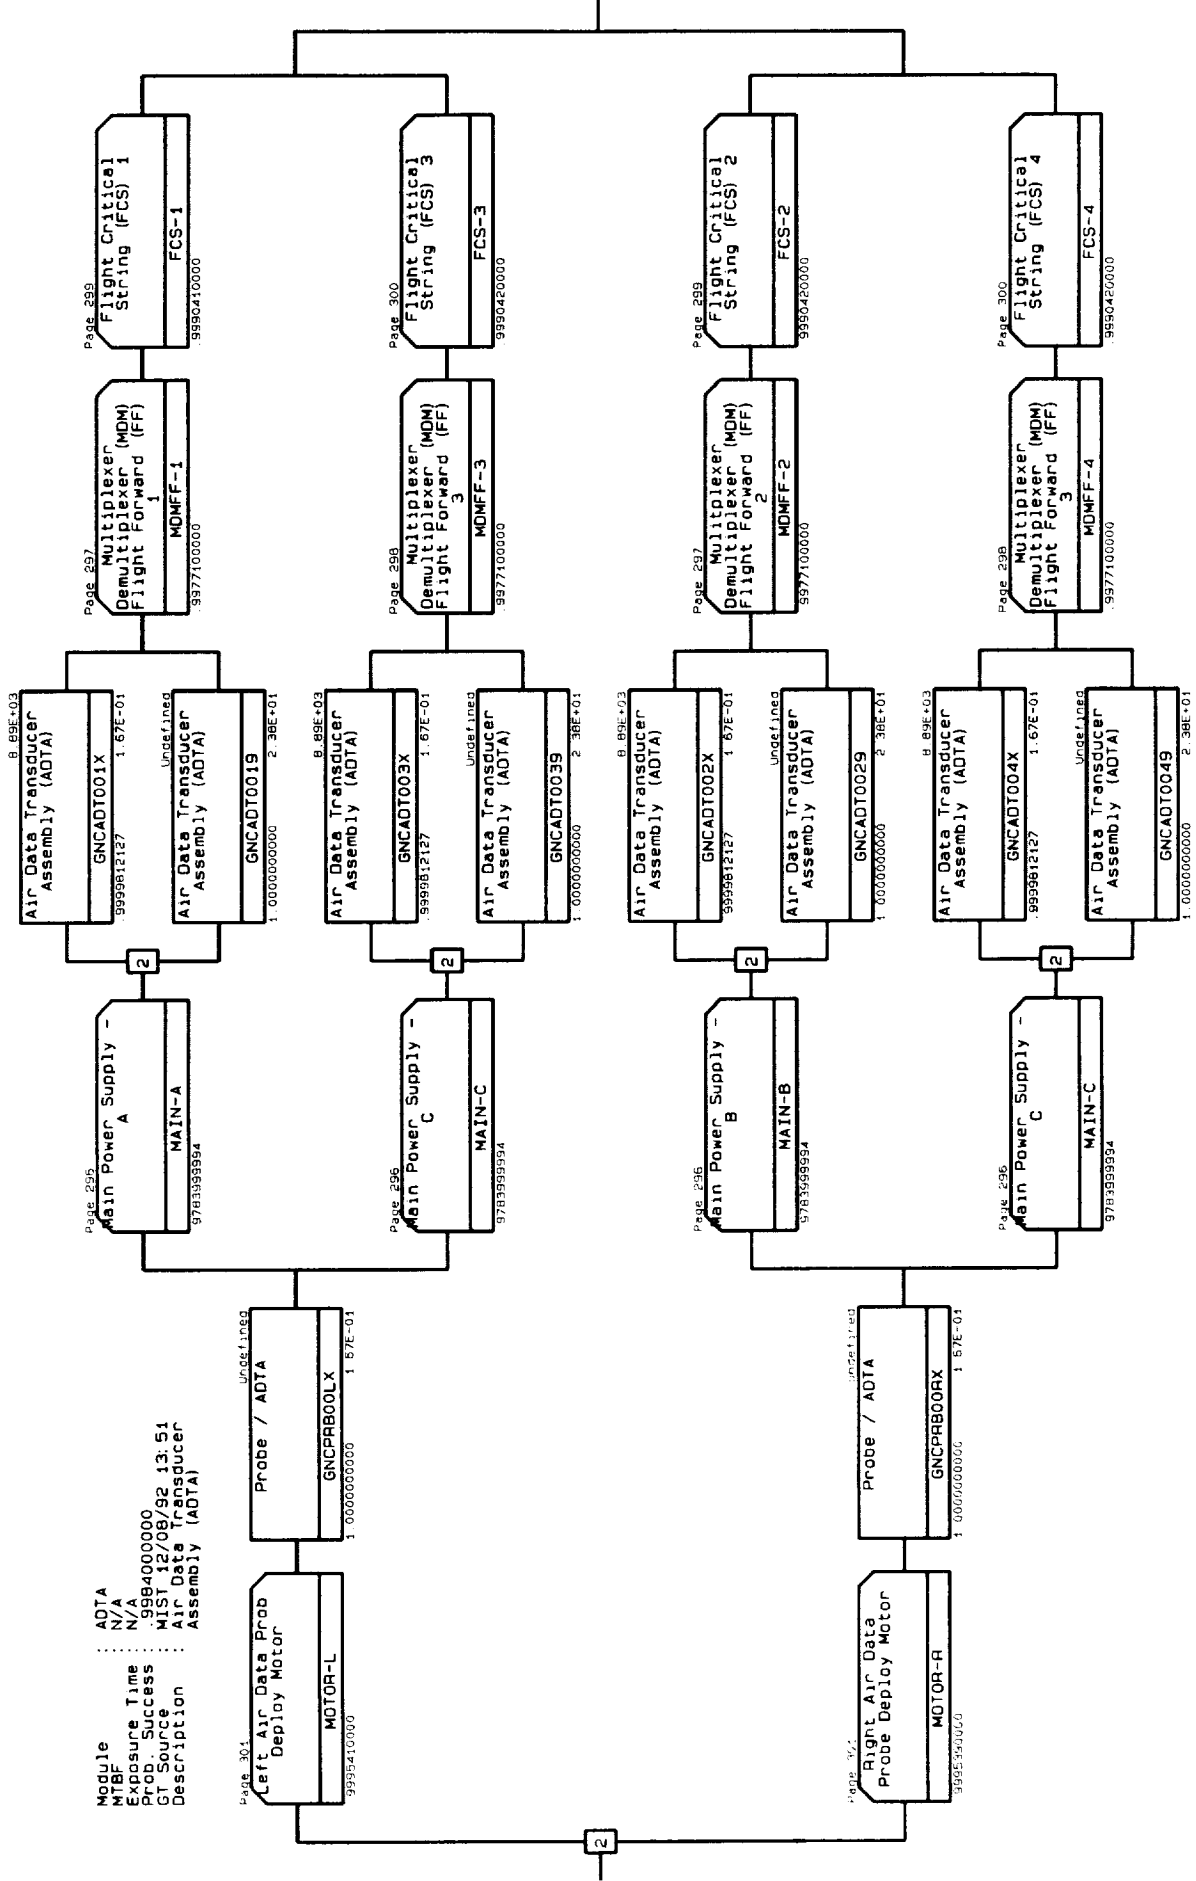 Module : ADTA
MTBF : N/A
Exposure Time : N/A
Prob. Success : .9984000000
GT Source : MIST 12/08/92 13:51
Description : Air Data Transducer
Assembly (ADTA)
2
Page 301
Left Air Data Prob
Deploy Motor
MOTOR-L
9995410000
Undefined
Probe / ADTA
GNCPRB00LX
1.0000000000
1 67E-01
Page 295
Main Power Supply -
A
MAIN-A
9783999994
2
8.89E+03
Air Data Transducer
Assembly (ADTA)
GNCADT001X
.9999812127
1.67E-01
Undefined
Air Data Transducer
Assembly (ADTA)
GNCADT0019
1.0000000000
2.38E+01
Page 297
Multiplexer
Demultiplexer (MDM)
Flight Forward (FF)
1
MDMFF-1
.9977100000
Page 299
Flight Critical
String (FCS) 1
FCS-1
.9990410000
Page 296
Main Power Supply -
C
MAIN-C
9783999994
2
8.89E+03
Air Data Transducer
Assembly (ADTA)
GNCADT003X
.9999812127
1.67E-01
Undefined
Air Data Transducer
Assembly (ADTA)
GNCADT0039
1.0000000000
2 38E+01
Page 298
Multiplexer
Demultiplexer (MDM)
Flight Forward (FF)
3
MDMFF-3
.9977100000
Page 300
Flight Critical
String (FCS) 3
FCS-3
.9990420000
Right Air Data
Probe Deploy Motor
MOTOR-R
Undefined
Probe / ADTA
GNCPRB00RX
1 0000000000
1 67E-01
Page 296
Main Power Supply -
B
MAIN-B
9783999994
2
8.89E+03
Air Data Transducer
Assembly (ADTA)
GNCADT002X
9999812127
1 67E-01
Undefined
Air Data Transducer
Assembly (ADTA)
GNCADT0029
1 0000000000
2 38E+01
Page 297
Mulitplexer
Demultiplexer (MDM)
Flight Forward (FF)
2
MDMFF-2
9977100000
Page 299
Flight Critical
String (FCS) 2
FCS-2
.9990420000
Page 296
Main Power Supply -
C
MAIN-C
9783999994
2
8 89E+03
Air Data Transducer
Assembly (ADTA)
GNCADT004X
.9999812127
1.67E-01
Undefined
Air Data Transducer
Assembly (ADTA)
GNCADT0049
1.0000000000
2 38E+01
Page 298
Multiplexer
Demultiplexer (MDM)
Flight Forward (FF)
3
MDMFF-4
.9977100000
Page 300
Flight Critical
String (FCS) 4
FCS-4
.9990420000